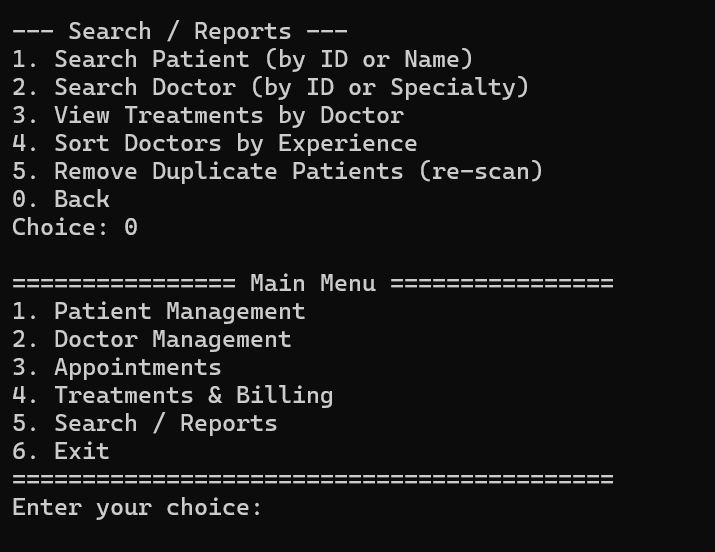 --- Search / Reports ---
1. Search Patient (by ID or Name)
2. Search Doctor (by ID or Specialty)
3. View Treatments by Doctor
4. Sort Doctors by Experience
5. Remove Duplicate Patients (re-scan)
0. Back
Choice: 0

================ Main Menu ================
1. Patient Management
2. Doctor Management
3. Appointments
4. Treatments & Billing
5. Search / Reports
6. Exit
===========================================
Enter your choice: